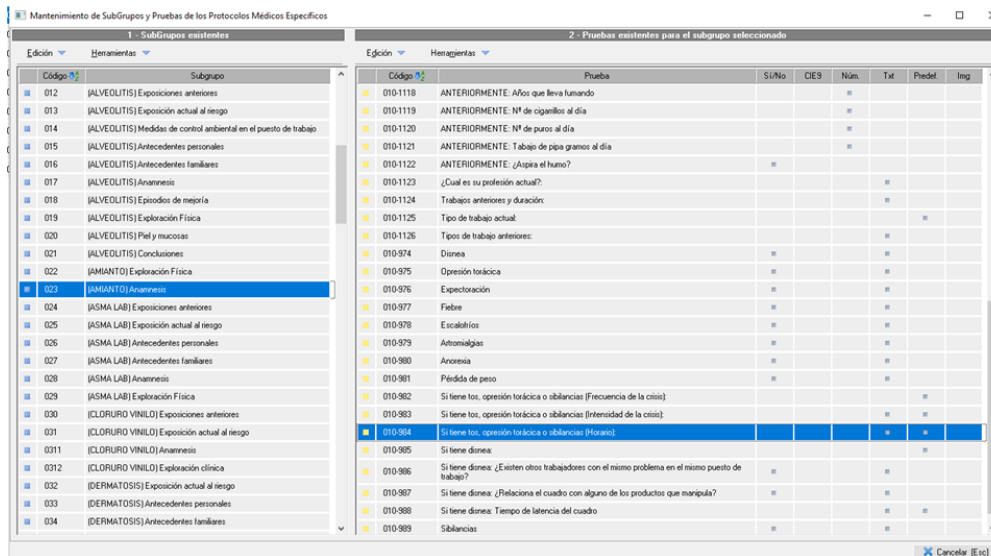 Mantenimiento de SubGrupos y Pruebas de los Protocolos Médicos Específicos
1 - SubGrupos existentes
Edición Herramientas
Código Subgrupo
012 (ALVEOLITIS) Exposiciones anteriores
013 (ALVEOLITIS) Exposición actual al riesgo
014 (ALVEOLITIS) Medidas de control ambiental en el puesto de trabajo
015 (ALVEOLITIS) Antecedentes personales
016 (ALVEOLITIS) Antecedentes familiares
017 (ALVEOLITIS) Anamnesis
018 (ALVEOLITIS) Episodios de mejoría
019 (ALVEOLITIS) Exploración Física
020 (ALVEOLITIS) Piel y mucosas
021 (ALVEOLITIS) Conclusiones
022 (AMIANTO) Exploración Física
023 (AMIANTO) Anamnesis
024 (ASMA LAB) Exposiciones anteriores
025 (ASMA LAB) Exposición actual al riesgo
026 (ASMA LAB) Antecedentes personales
027 (ASMA LAB) Antecedentes familiares
028 (ASMA LAB) Anamnesis
029 (ASMA LAB) Exploración Física
030 (CLORURO VINILO) Exposiciones anteriores
031 (CLORURO VINILO) Exposición actual al riesgo
0311 (CLORURO VINILO) Anamnesis
0312 (CLORURO VINILO) Exploración clínica
032 (DERMATOSIS) Exposición actual al riesgo
033 (DERMATOSIS) Antecedentes personales
034 (DERMATOSIS) Antecedentes familiares
2 - Pruebas existentes para el subgrupo seleccionado
Edición Herramientas
Código Prueba Sí/No CIE9 Núm. Txt Predef. Img
010-1118 ANTERIORMENTE: Años que lleva fumando
010-1119 ANTERIORMENTE: Nº de cigarrillos al día
010-1120 ANTERIORMENTE: Nº de puros al día
010-1121 ANTERIORMENTE: Tabajo de pipa gramos al día
010-1122 ANTERIORMENTE: ¿Aspira el humo?
010-1123 ¿Cual es su profesión actual?:
010-1124 Trabajos anteriores y duración:
010-1125 Tipo de trabajo actual:
010-1126 Tipos de trabajo anteriores:
010-974 Disnea
010-975 Opresión torácica
010-976 Expectoración
010-977 Fiebre
010-978 Escalofríos
010-979 Artromialgias
010-980 Anorexia
010-981 Pérdida de peso
010-982 Si tiene tos, opresión torácica o sibilancias (Frecuencia de la crisis):
010-983 Si tiene tos, opresión torácica o sibilancias (Intensidad de la crisis):
010-984 Si tiene tos, opresión torácica o sibilancias (Horario):
010-985 Si tiene disnea:
010-986 Si tiene disnea: ¿Existen otros trabajadores con el mismo problema en el mismo puesto de
trabajo?
010-987 Si tiene disnea: ¿Relaciona el cuadro con alguno de los productos que manipula?
010-988 Si tiene disnea: Tiempo de latencia del cuadro
010-989 Sibilancias
Cancelar (Esc)